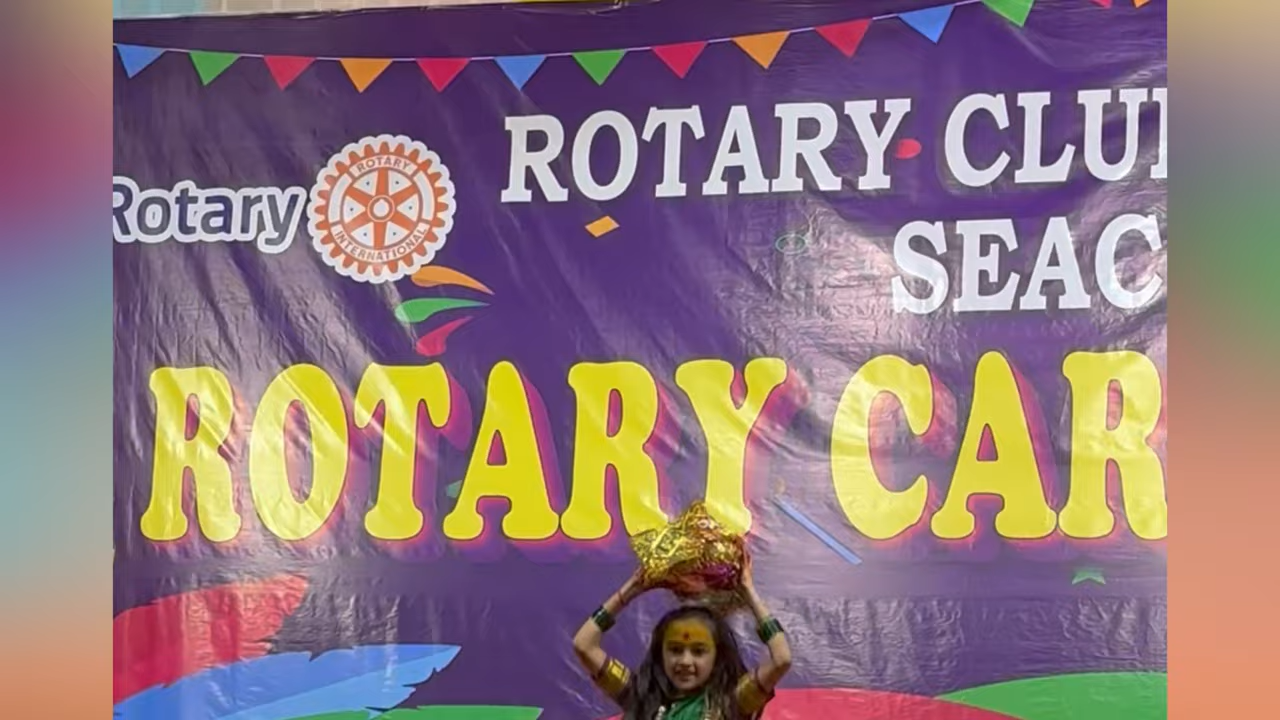 ROTARY CLU
SEAC
Rotary
ROTARY
INTERNATIONAL
ROTARY CAR